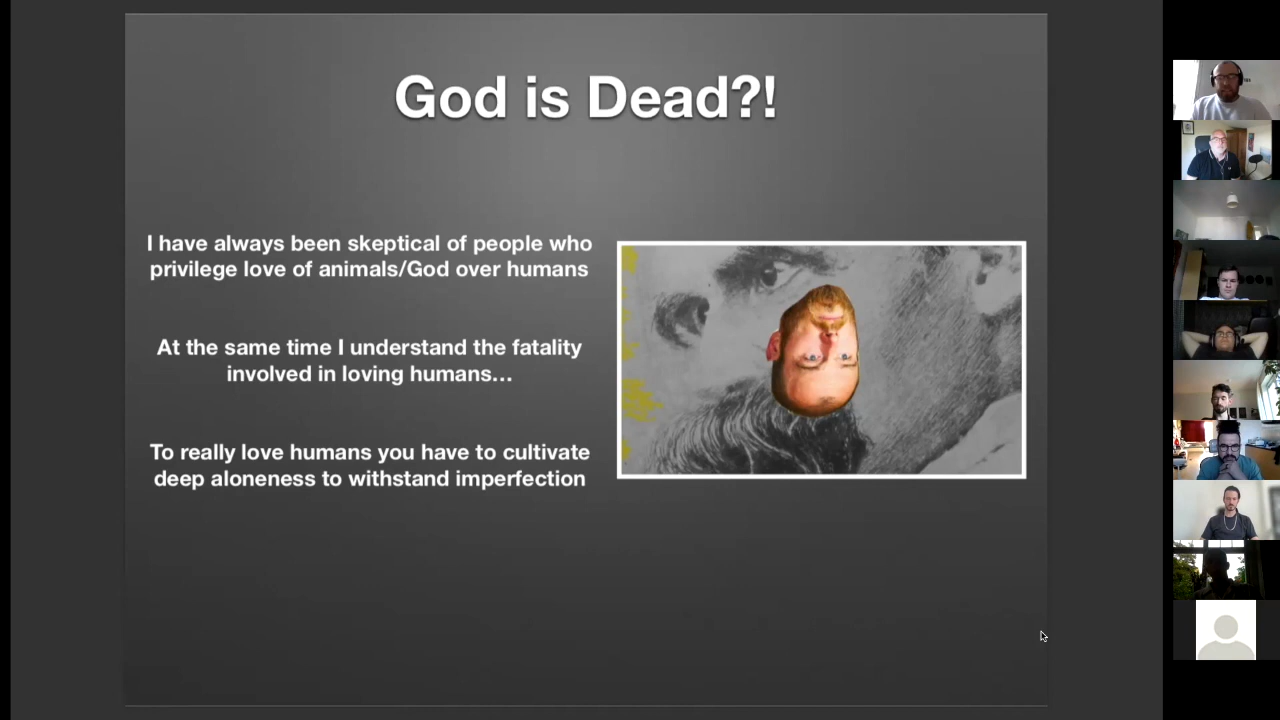 God is Dead?!
I have always been skeptical of people who
privilege love of animals/God over humans
At the same time I understand the fatality
involved in loving humans...
To really love humans you have to cultivate
deep aloneness to withstand imperfection